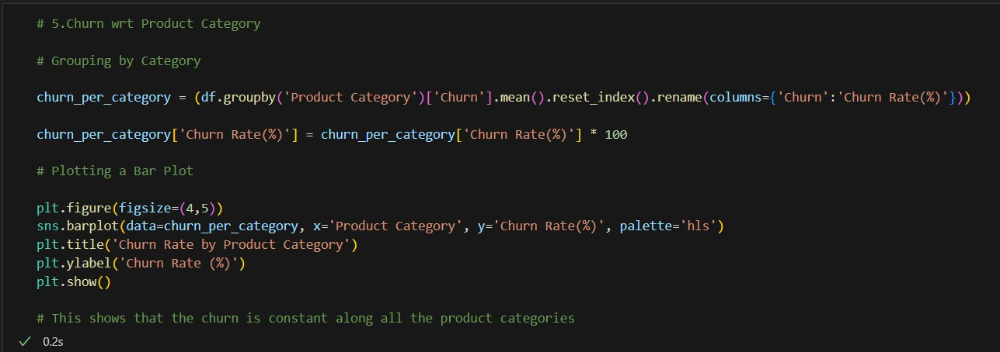 # 5.Churn wrt Product Category
# Grouping by Category
churn_per_category = (df.groupby('Product Category')['Churn'].mean().reset_index().rename(columns={'Churn':'Churn Rate(%)'}))
churn_per_category['Churn Rate(%)'] = churn_per_category['Churn Rate(%)'] * 100
# Plotting a Bar Plot
plt.figure(figsize=(4,5))
sns.barplot(data=churn_per_category, x='Product Category', y='Churn Rate(%)', palette='hls')
plt.title('Churn Rate by Product Category')
plt.ylabel('Churn Rate (%)')
plt.show()
# This shows that the churn is constant along all the product categories
0.2s